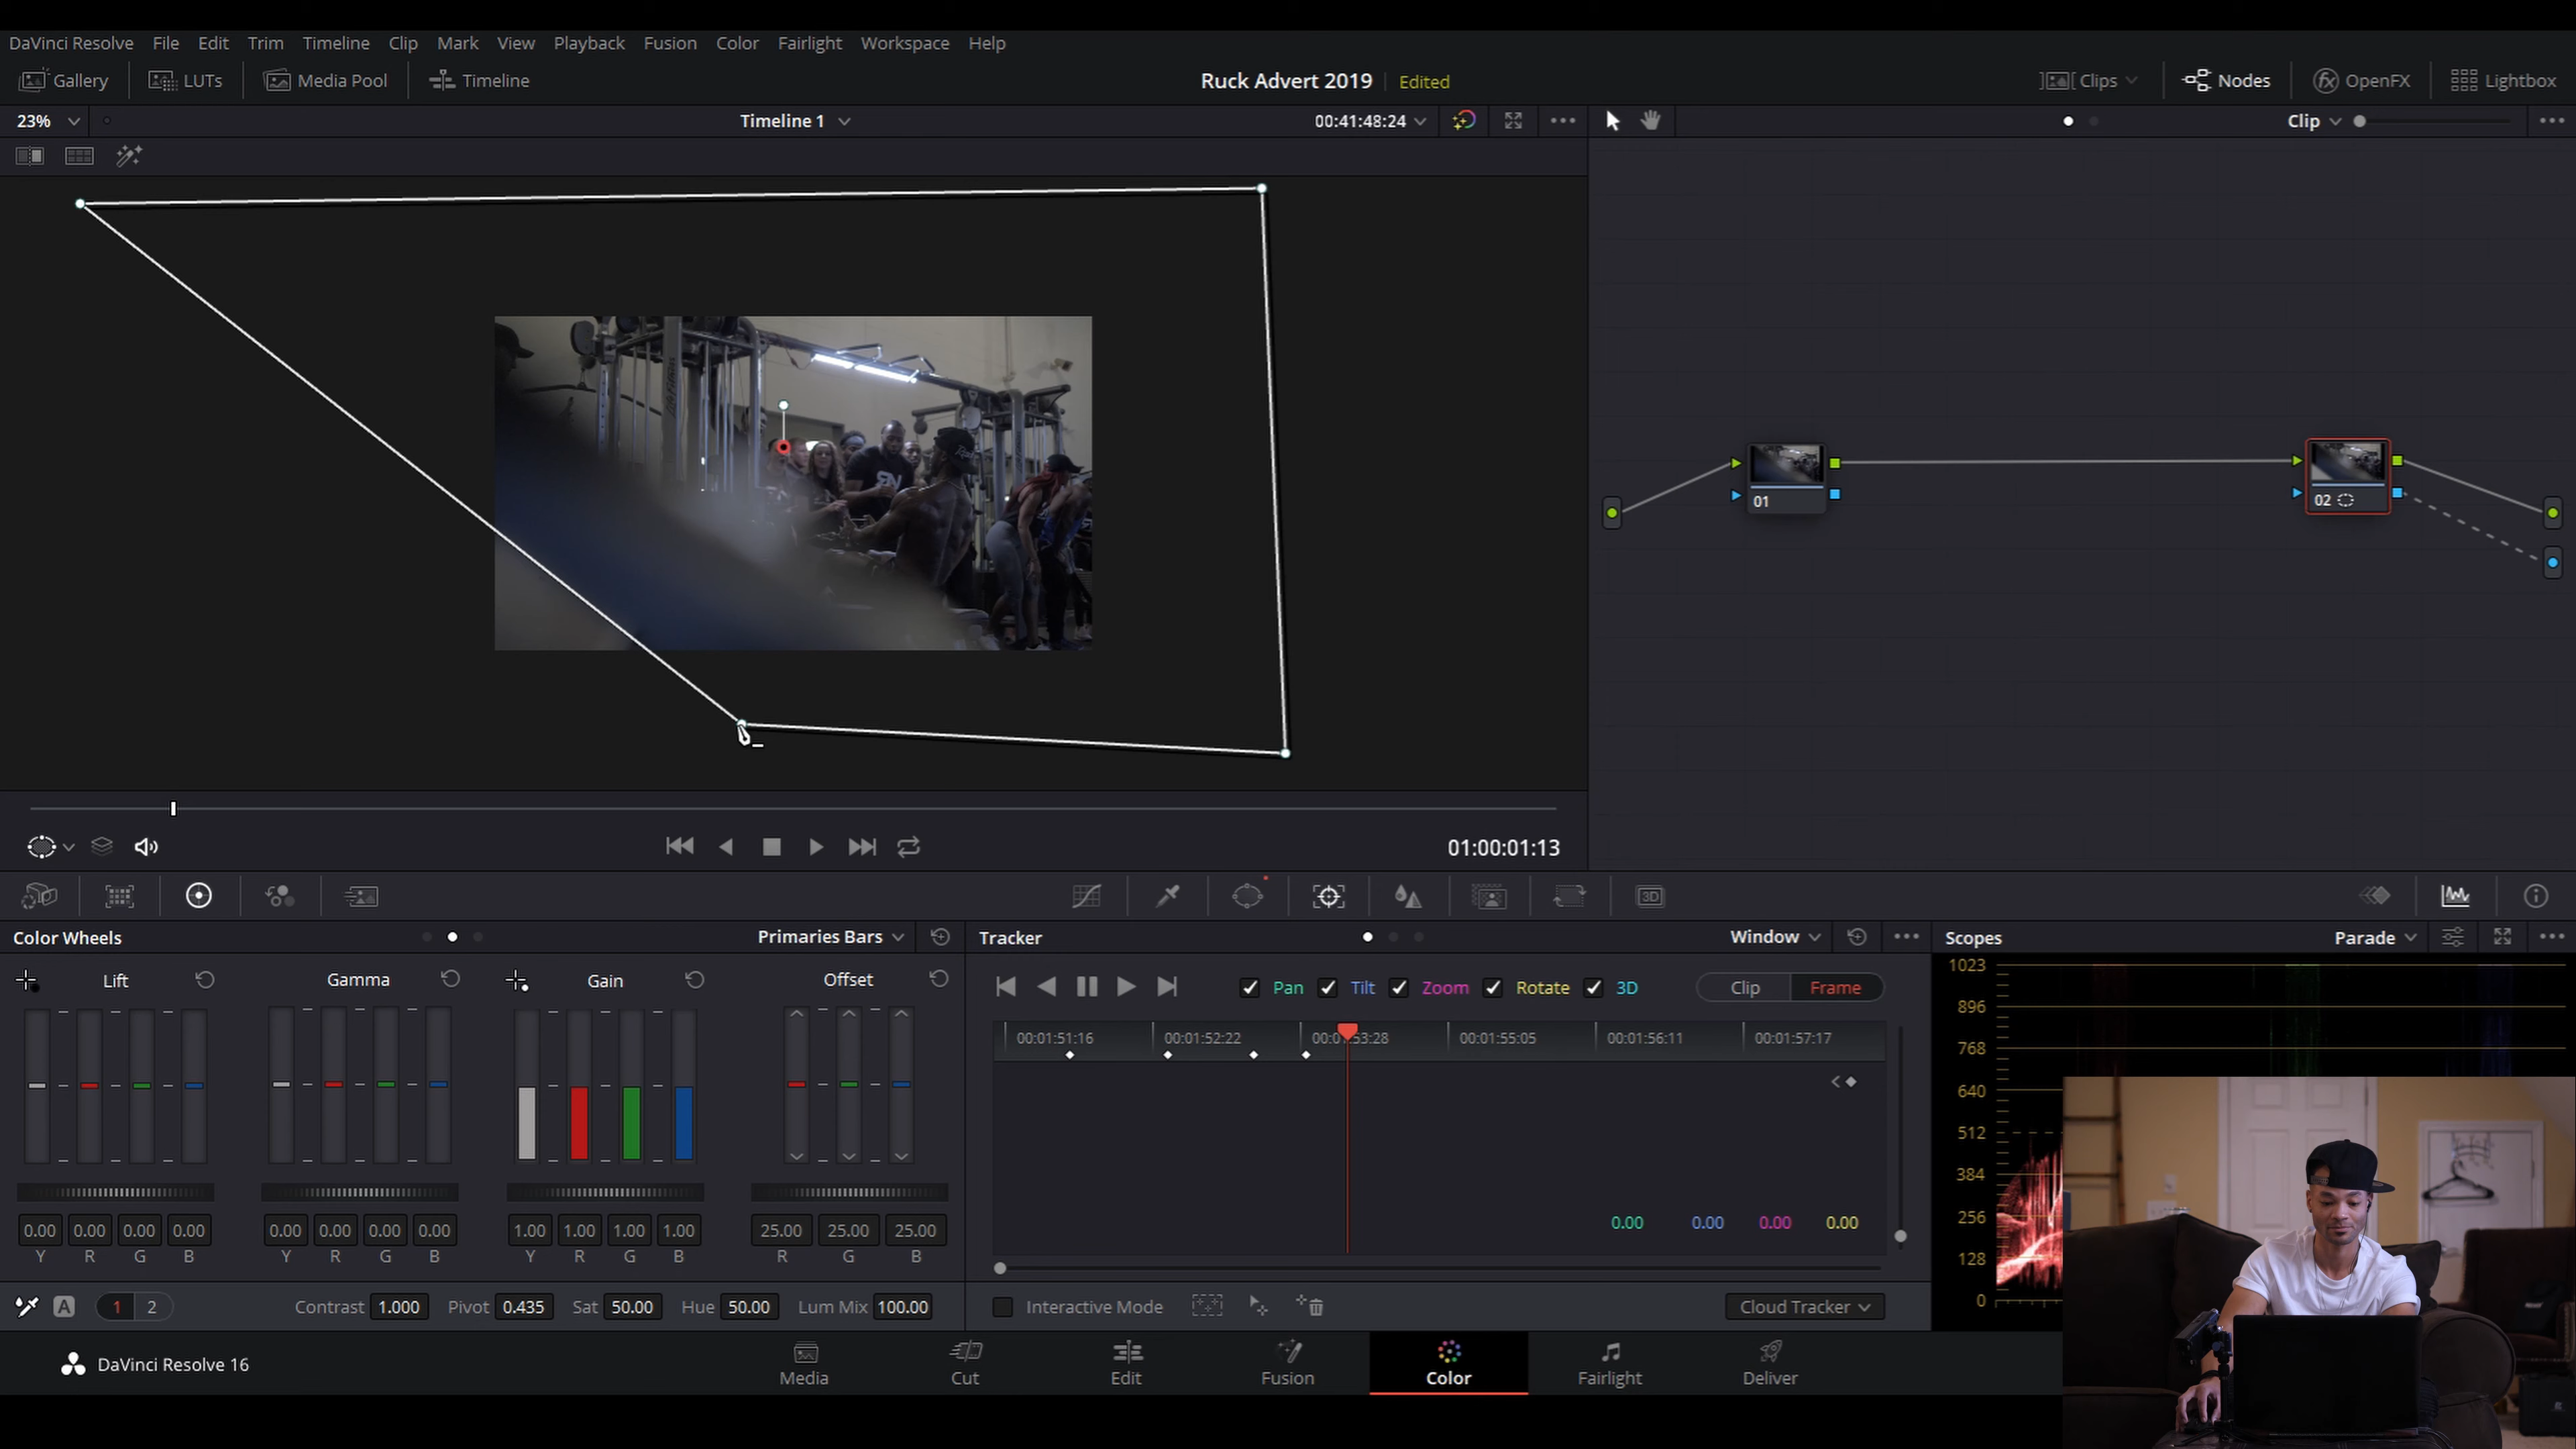 DaVinci Resolve File Edit Trim Timeline Clip Mark View Playback Fusion Color Fairlight Workspace Help
Gallery LUTs Media Pool Timeline Ruck Advert 2019 Edited Clips Nodes OpenFX Lightbox
23% Timeline 1 00:41:48:24 Clip
01
02
01:00:01:13
3D
Color Wheels Primaries Bars Tracker Window Scopes Parade
Lift Gamma Gain Offset Pan Tilt Zoom Rotate 3D Clip Frame
1023
896
768
640
512
384
256
128
0
00:01:51:16 00:01:52:22 00:01:53:28 00:01:55:05 00:01:56:11 00:01:57:17
0.00 0.00 0.00 0.00
0.00 0.00 0.00 0.00 0.00 0.00 0.00 0.00 1.00 1.00 1.00 1.00 25.00 25.00 25.00
Y R G B Y R G B Y R G B R G B
A 1 2 Contrast 1.000 Pivot 0.435 Sat 50.00 Hue 50.00 Lum Mix 100.00 Interactive Mode Cloud Tracker
DaVinci Resolve 16 Media Cut Edit Fusion Color Fairlight Deliver